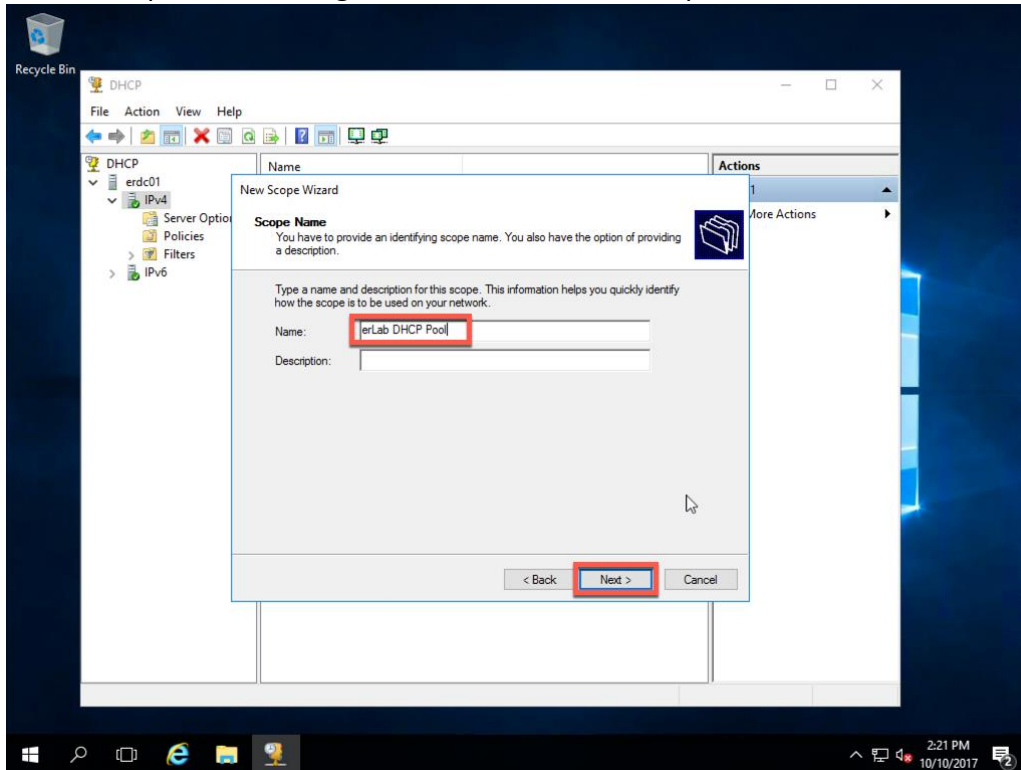 Recycle Bin
DHCP
File Action View Help
DHCP
erdc01
IPv4
Server Optio
Policies
Filters
IPv6
Name
Actions
1
More Actions
New Scope Wizard
Scope Name
You have to provide an identifying scope name. You also have the option of providing
a description.
Type a name and description for this scope. This information helps you quickly identify
how the scope is to be used on your network.
Name: erLab DHCP Pool
Description:
< Back Next > Cancel
2:21 PM
10/10/2017
2